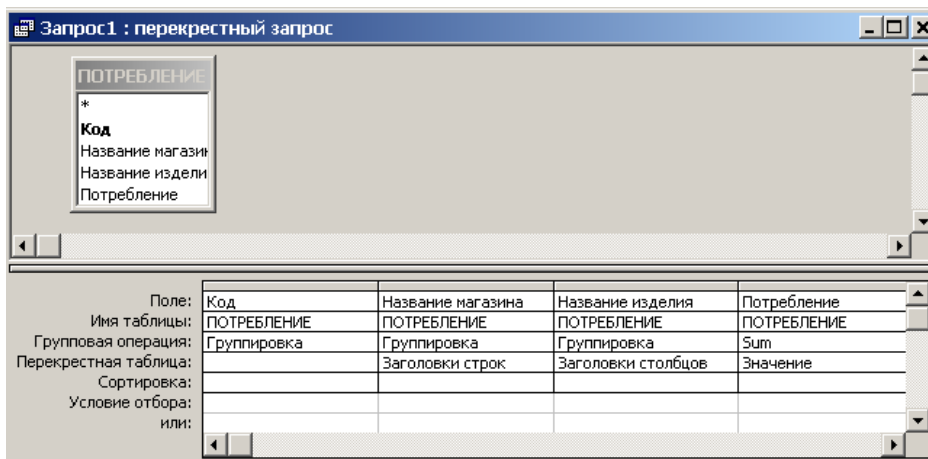 Запрос1 : перекрестный запрос
ПОТРЕБЛЕНИЕ
*
Код
Название магазин
Название издели
Потребление
Поле: Код Название магазина Название изделия Потребление
Имя таблицы: ПОТРЕБЛЕНИЕ ПОТРЕБЛЕНИЕ ПОТРЕБЛЕНИЕ ПОТРЕБЛЕНИЕ
Групповая операция: Группировка Группировка Группировка Sum
Перекрестная таблица: Заголовки строк Заголовки столбцов Значение
Сортировка:
Условие отбора:
или: